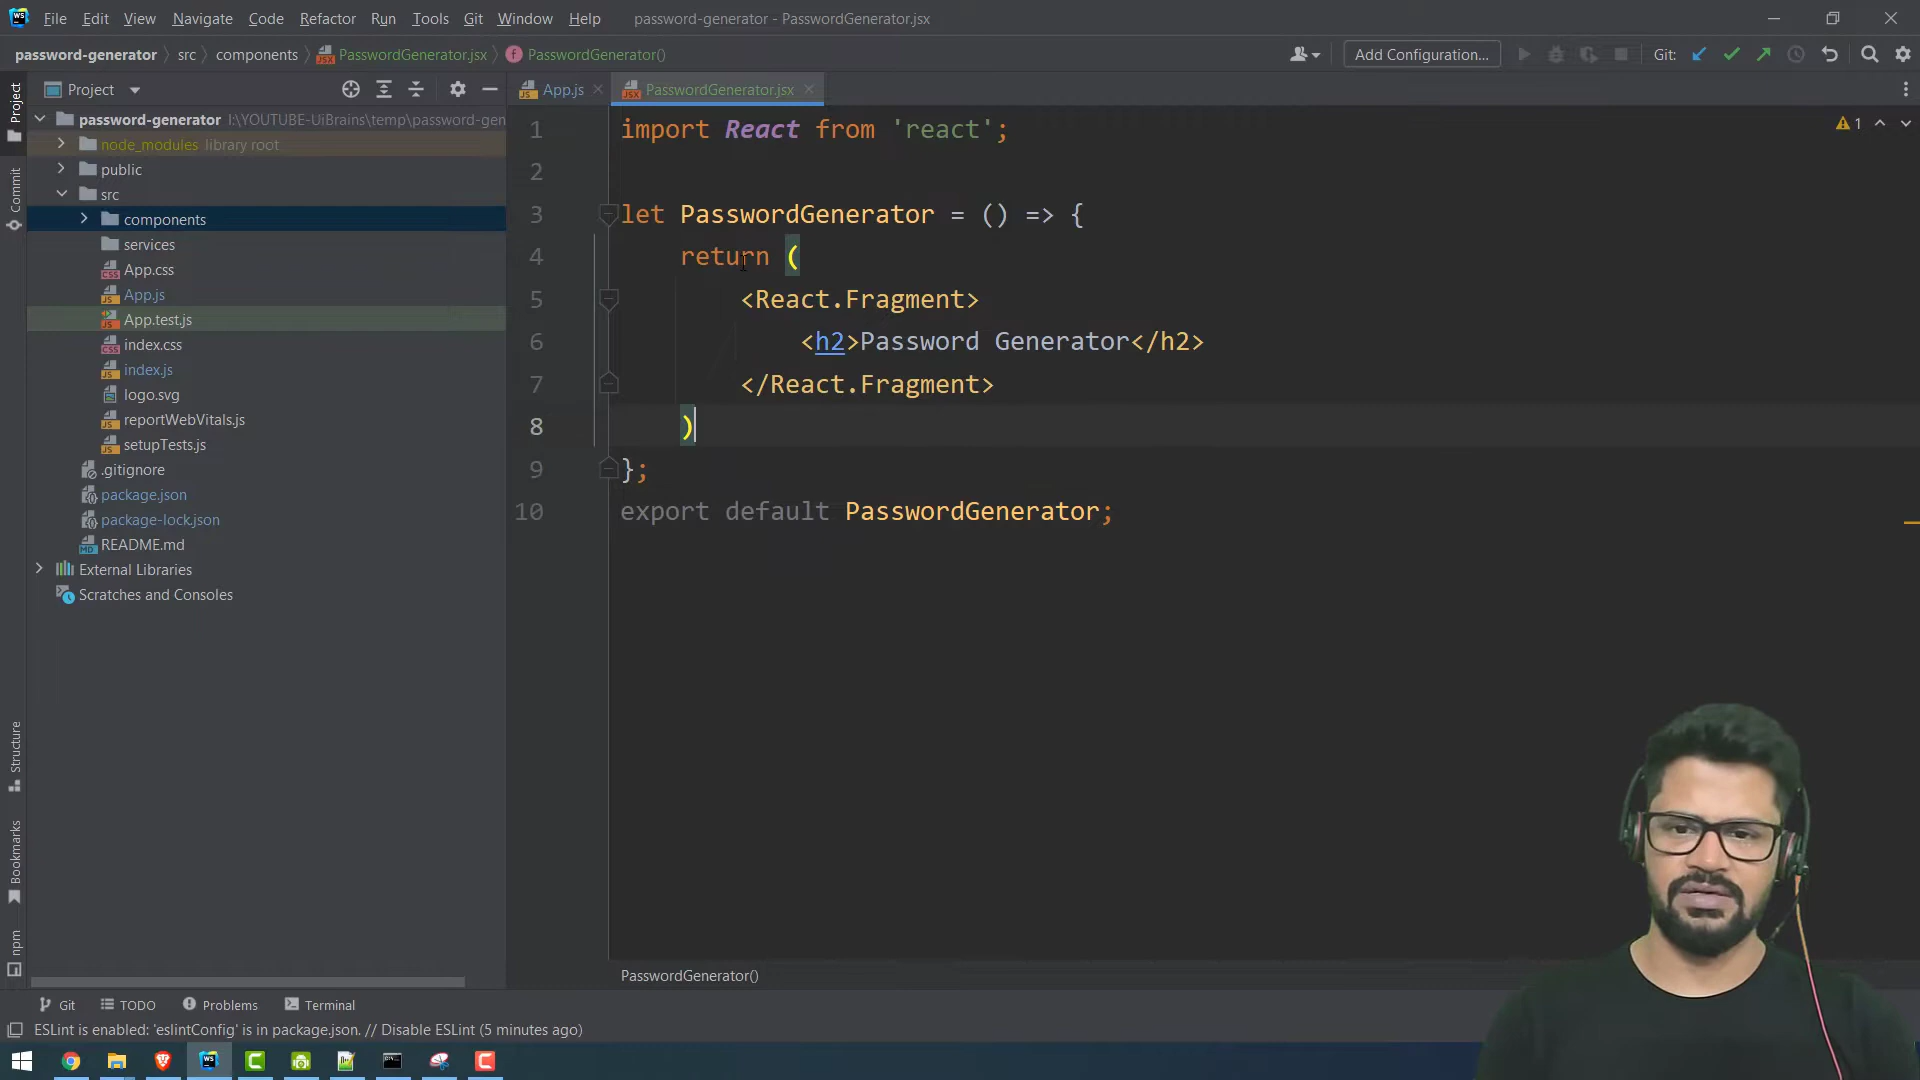 WS File Edit View Navigate Code Refactor Run Tools Git Window Help password-generator - PasswordGenerator.jsx
password-generator src components PasswordGenerator.jsx PasswordGenerator()
Add Configuration... Git:
Project
App.js PasswordGenerator.jsx
password-generator I:\YOUTUBE-UiBrains\temp\password-gen
node_modules library root
public
src
components
services
App.css
App.js
App.test.js
index.css
index.js
logo.svg
reportWebVitals.js
setupTests.js
.gitignore
package.json
package-lock.json
README.md
External Libraries
Scratches and Consoles
Project
Commit
Structure
Bookmarks
npm
1 import React from 'react';
2
3 let PasswordGenerator = () => {
4 return (
5 <React.Fragment>
6 <h2>Password Generator</h2>
7 </React.Fragment>
8 )
9 };
10 export default PasswordGenerator;
1
PasswordGenerator()
Git TODO Problems Terminal
ESLint is enabled: 'eslintConfig' is in package.json. // Disable ESLint (5 minutes ago)